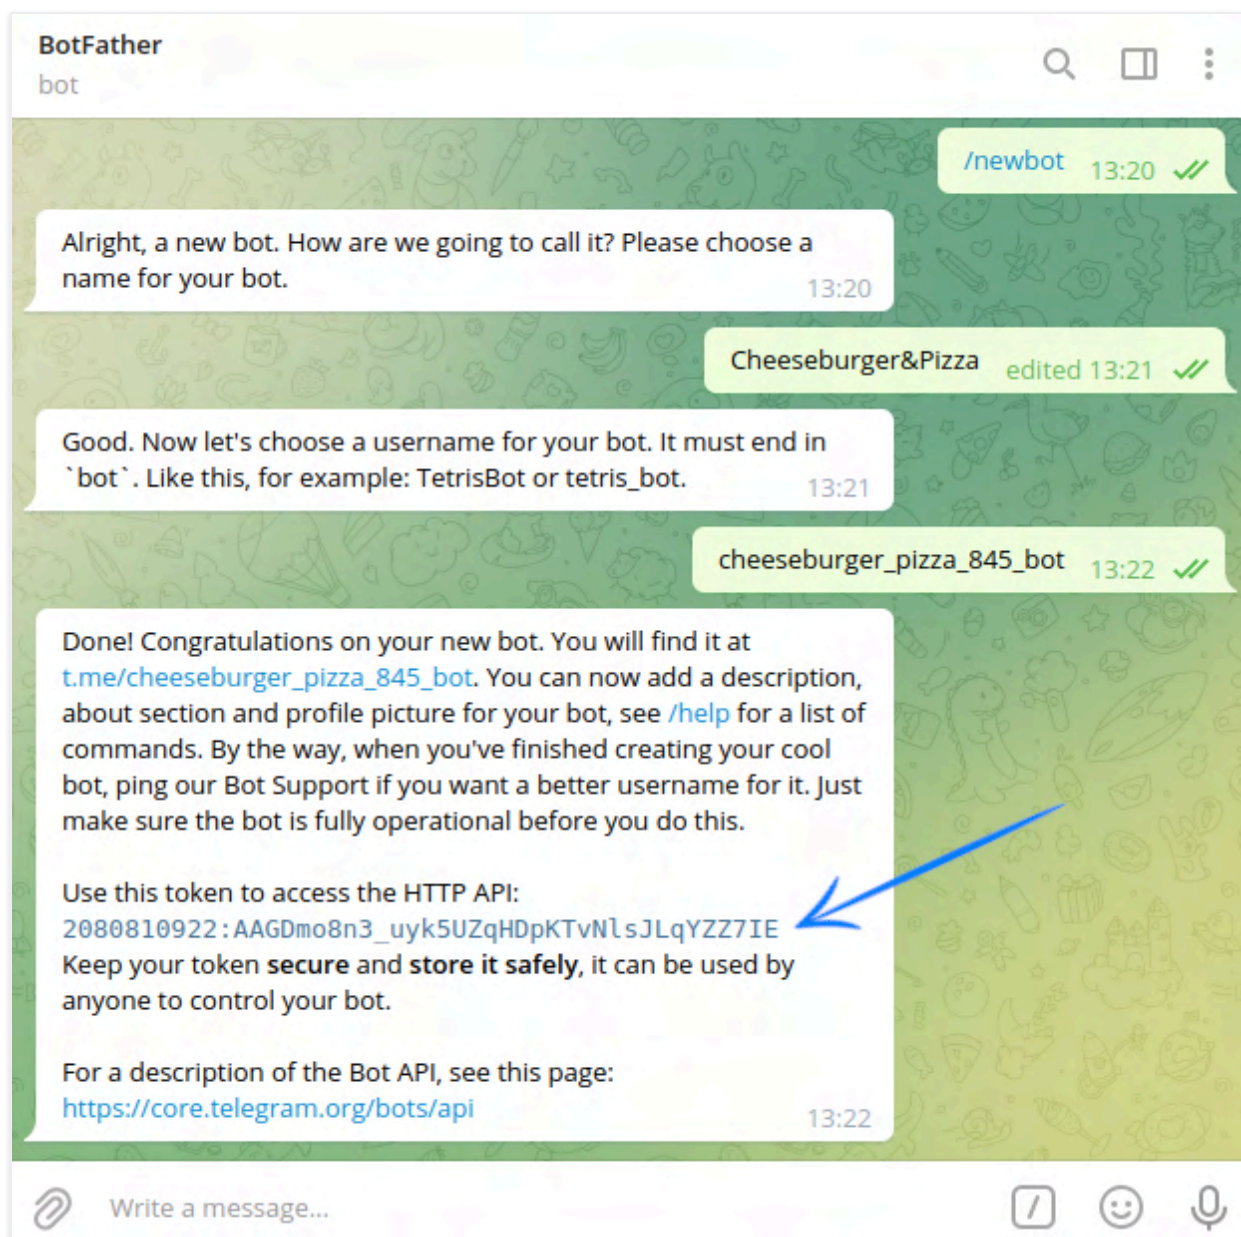 BotFather
bot
/newbot 13:20
Alright, a new bot. How are we going to call it? Please choose a
name for your bot.
13:20
Cheeseburger&Pizza edited 13:21
Good. Now let's choose a username for your bot. It must end in
`bot`. Like this, for example: TetrisBot or tetris_bot.
13:21
cheeseburger_pizza_845_bot 13:22
Done! Congratulations on your new bot. You will find it at
t.me/cheeseburger_pizza_845_bot. You can now add a description,
about section and profile picture for your bot, see /help for a list of
commands. By the way, when you've finished creating your cool
bot, ping our Bot Support if you want a better username for it. Just
make sure the bot is fully operational before you do this.
Use this token to access the HTTP API:
2080810922:AAGDmo8n3_uyk5UZqHDpKTvNlsJLqYZZ7IE
Keep your token secure and store it safely, it can be used by
anyone to control your bot.
For a description of the Bot API, see this page:
https://core.telegram.org/bots/api
13:22
Write a message...